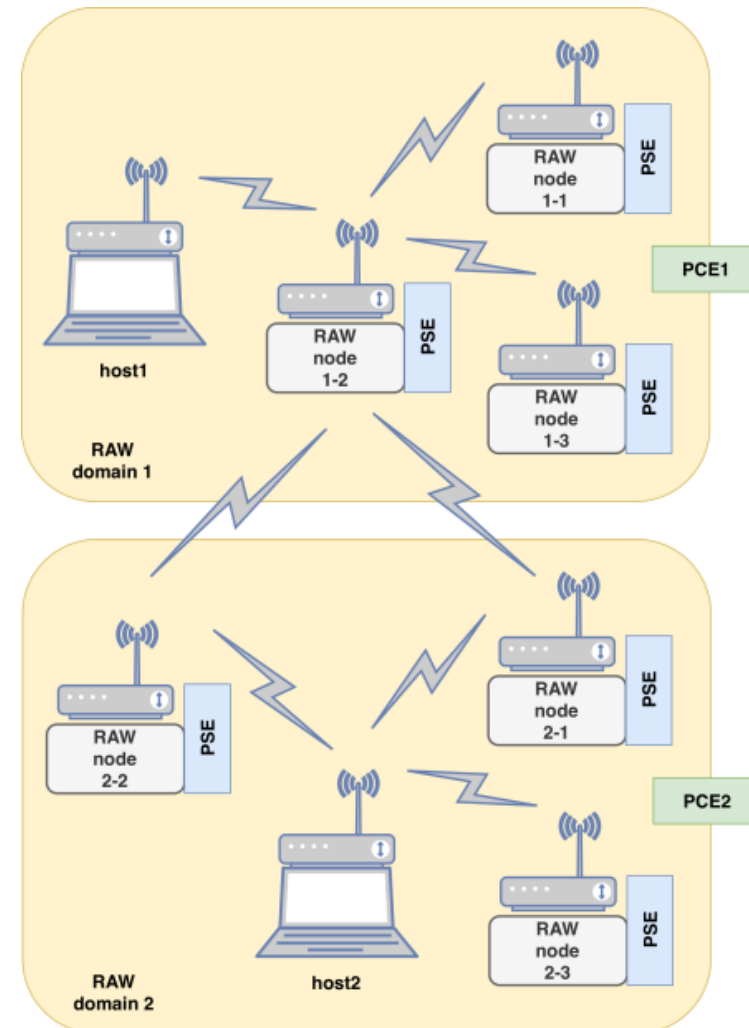 RAW
node
1-1
PSE
PCE1
host1
RAW
node
1-2
PSE
RAW
node
1-3
PSE
RAW
domain 1
RAW
node
2-1
PSE
RAW
node
2-2
PSE
PCE2
host2
RAW
node
2-3
PSE
RAW
domain 2